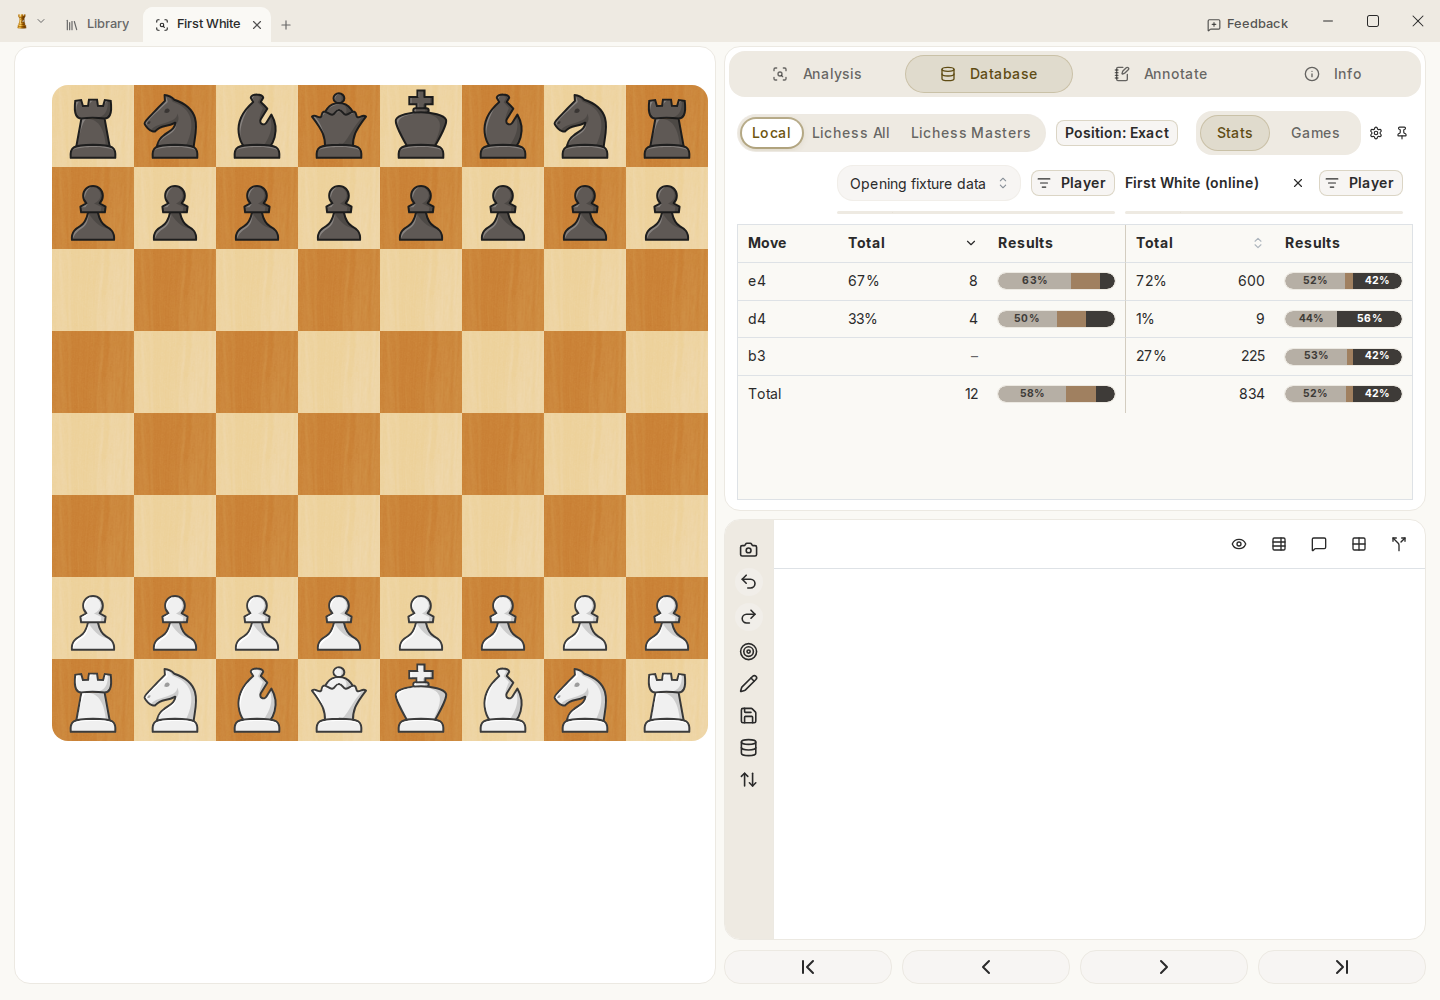 Library
First White
Feedback
Analysis
Database
Annotate
Info
Local
Lichess All
Lichess Masters
Position: Exact
Stats
Games
Opening fixture data
Player
First White (online)
Player
Move Total Results Total Results
e4 67% 8 63% 72% 600 52% 42%
d4 33% 4 50% 1% 9 44% 56%
b3 – 27% 225 53% 42%
Total 12 58% 834 52% 42%